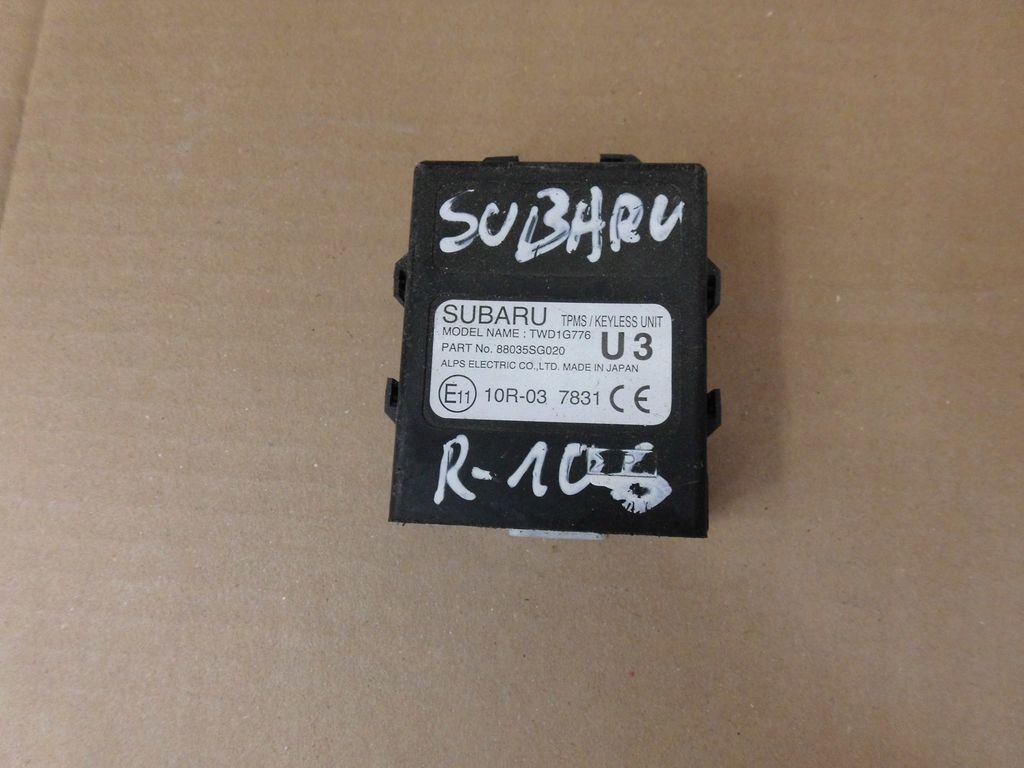 SUBARU
SUBARU TPMS / KEYLESS UNIT
MODEL NAME : TWD1G776
PART No. 88035SG020 U3
ALPS ELECTRIC CO.,LTD. MADE IN JAPAN
E11 10R-03 7831 CE